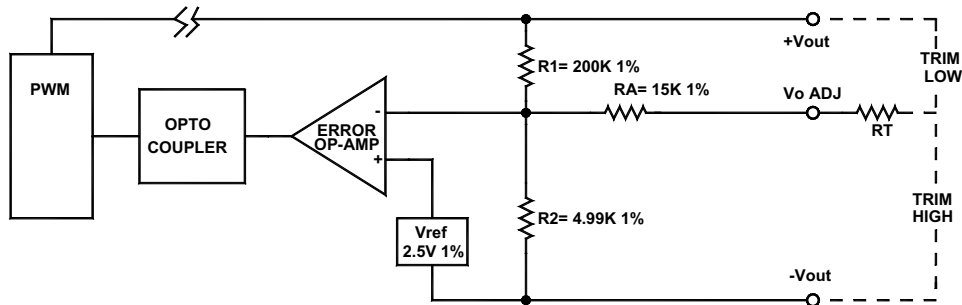 +Vout
PWM
R1= 200K 1%
TRIM
LOW
RA= 15K 1%
Vo ADJ
OPTO
COUPLER
-
ERROR
OP-AMP
+
RT
TRIM
HIGH
R2= 4.99K 1%
Vref
2.5V 1%
-Vout